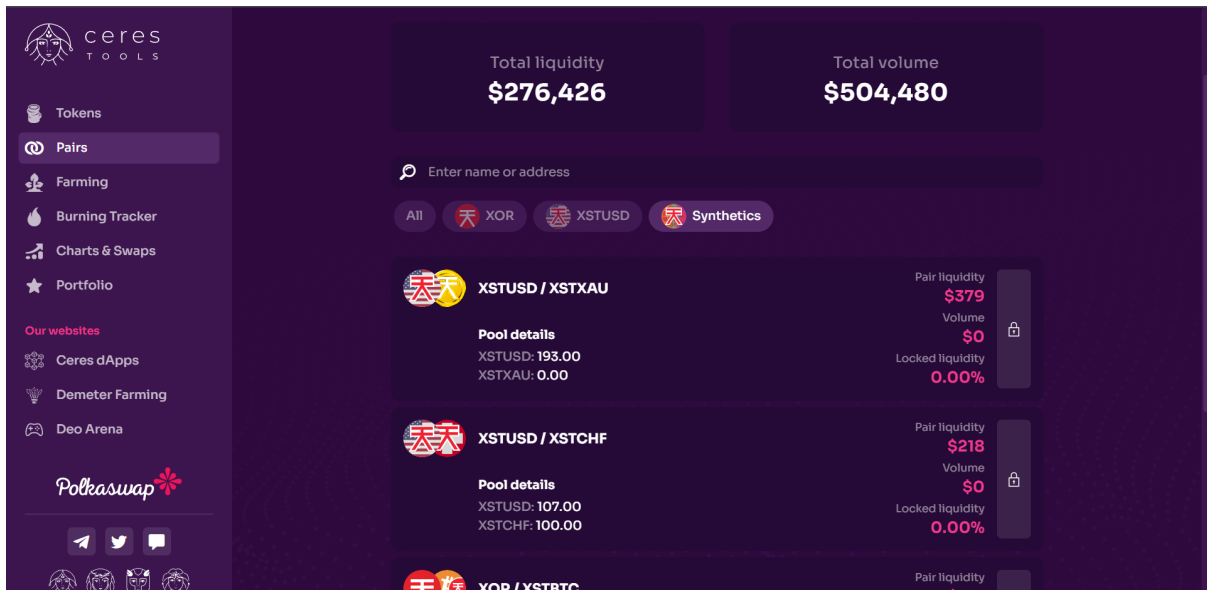 ceres
TOOLS
Tokens
Pairs
Farming
Burning Tracker
Charts & Swaps
Portfolio
Our websites
Ceres dApps
Demeter Farming
Deo Arena
Polkaswap
Total liquidity
$276,426
Total volume
$504,480
Enter name or address
All
XOR
XSTUSD
Synthetics
XSTUSD / XSTXAU
Pool details
XSTUSD: 193.00
XSTXAU: 0.00
Pair liquidity
$379
Volume
$0
Locked liquidity
0.00%
XSTUSD / XSTCHF
Pool details
XSTUSD: 107.00
XSTCHF: 100.00
Pair liquidity
$218
Volume
$0
Locked liquidity
0.00%
XOR / XSTBTC
Pair liquidity